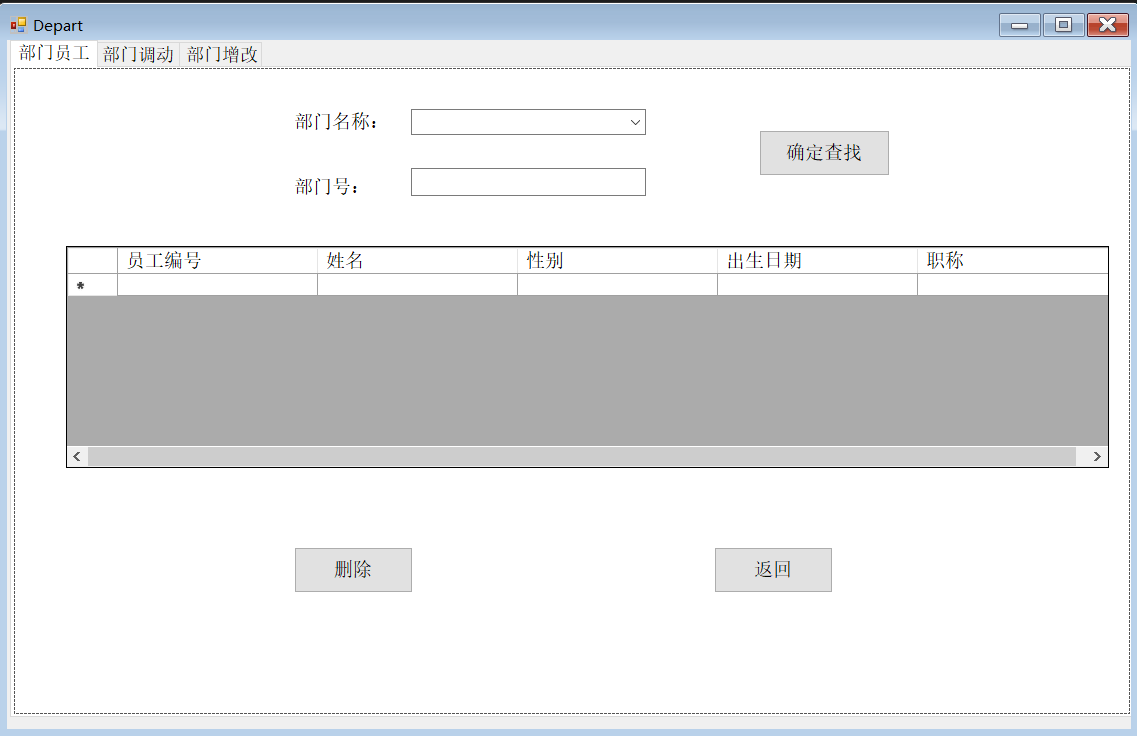 Depart
部门员工 部门调动 部门增改
部门名称：
确定查找
部门号：
员工编号 姓名 性别 出生日期 职称
*
删除 返回